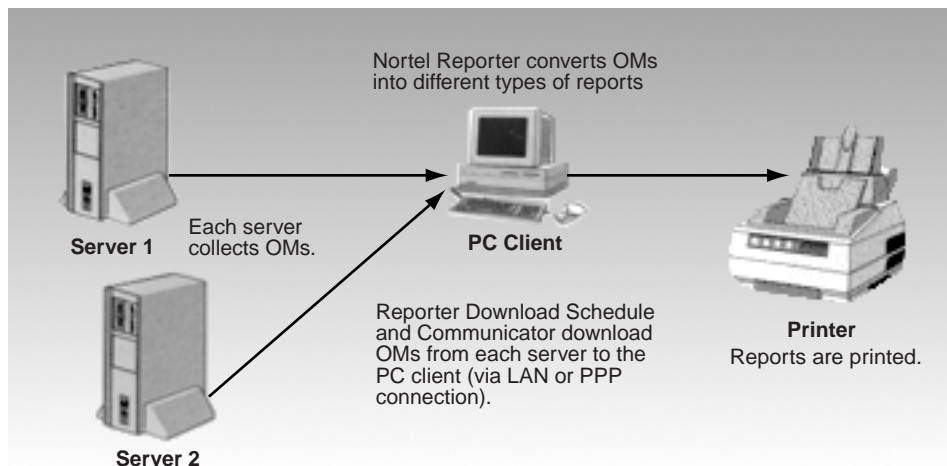 Nortel Reporter converts OMs
into different types of reports
Each server
collects OMs.
Server 1
PC Client
Reporter Download Schedule
and Communicator download
OMs from each server to the
PC client (via LAN or PPP
connection).
Printer
Reports are printed.
Server 2